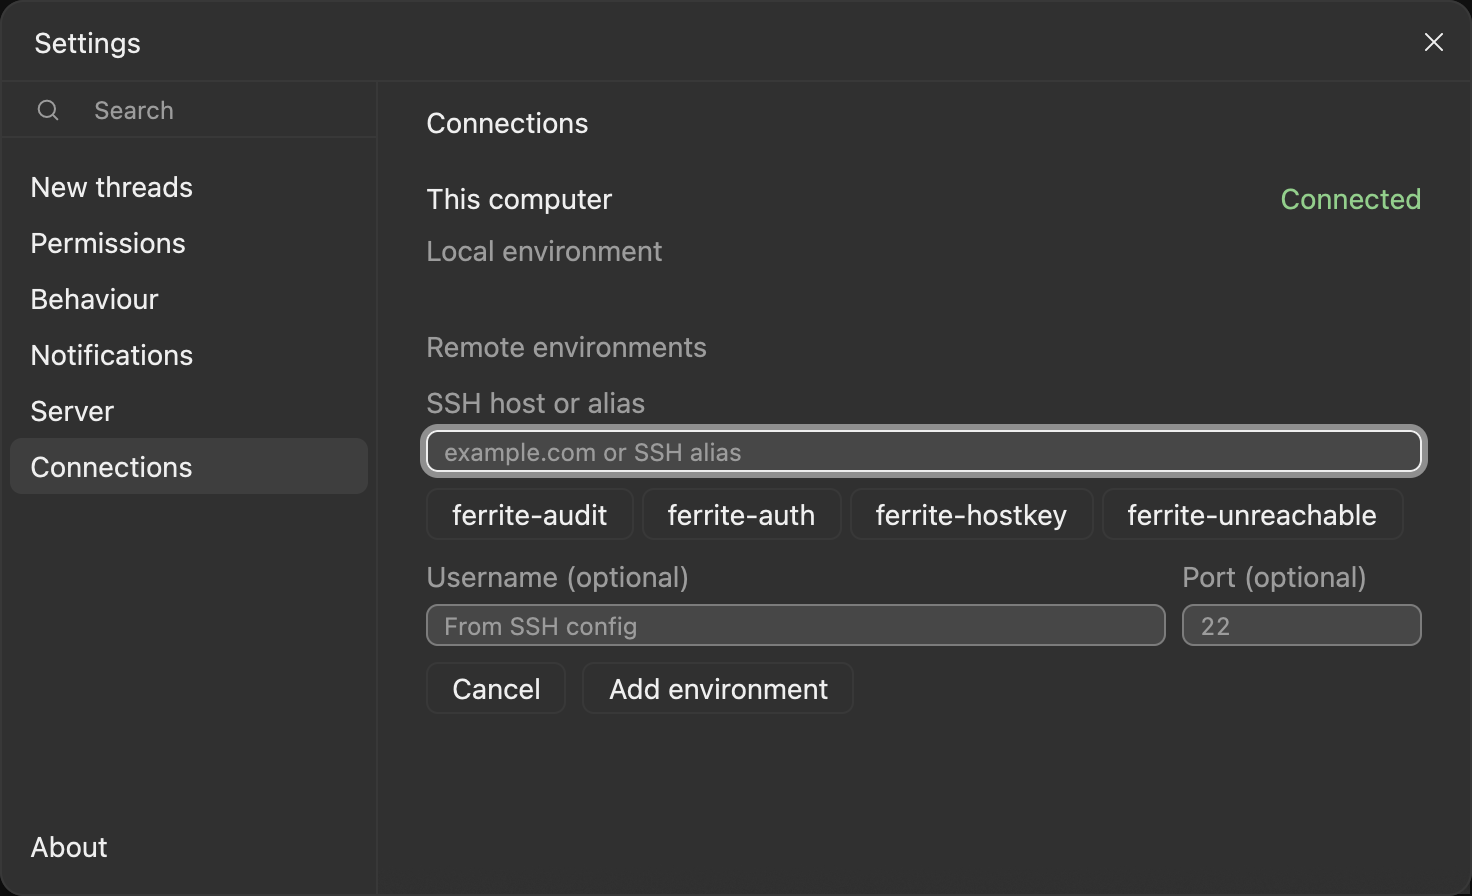 Settings
Search
New threads
Permissions
Behaviour
Notifications
Server
Connections
About
Connections
This computer Connected
Local environment
Remote environments
SSH host or alias
example.com or SSH alias
ferrite-audit ferrite-auth ferrite-hostkey ferrite-unreachable
Username (optional) Port (optional)
From SSH config 22
Cancel Add environment